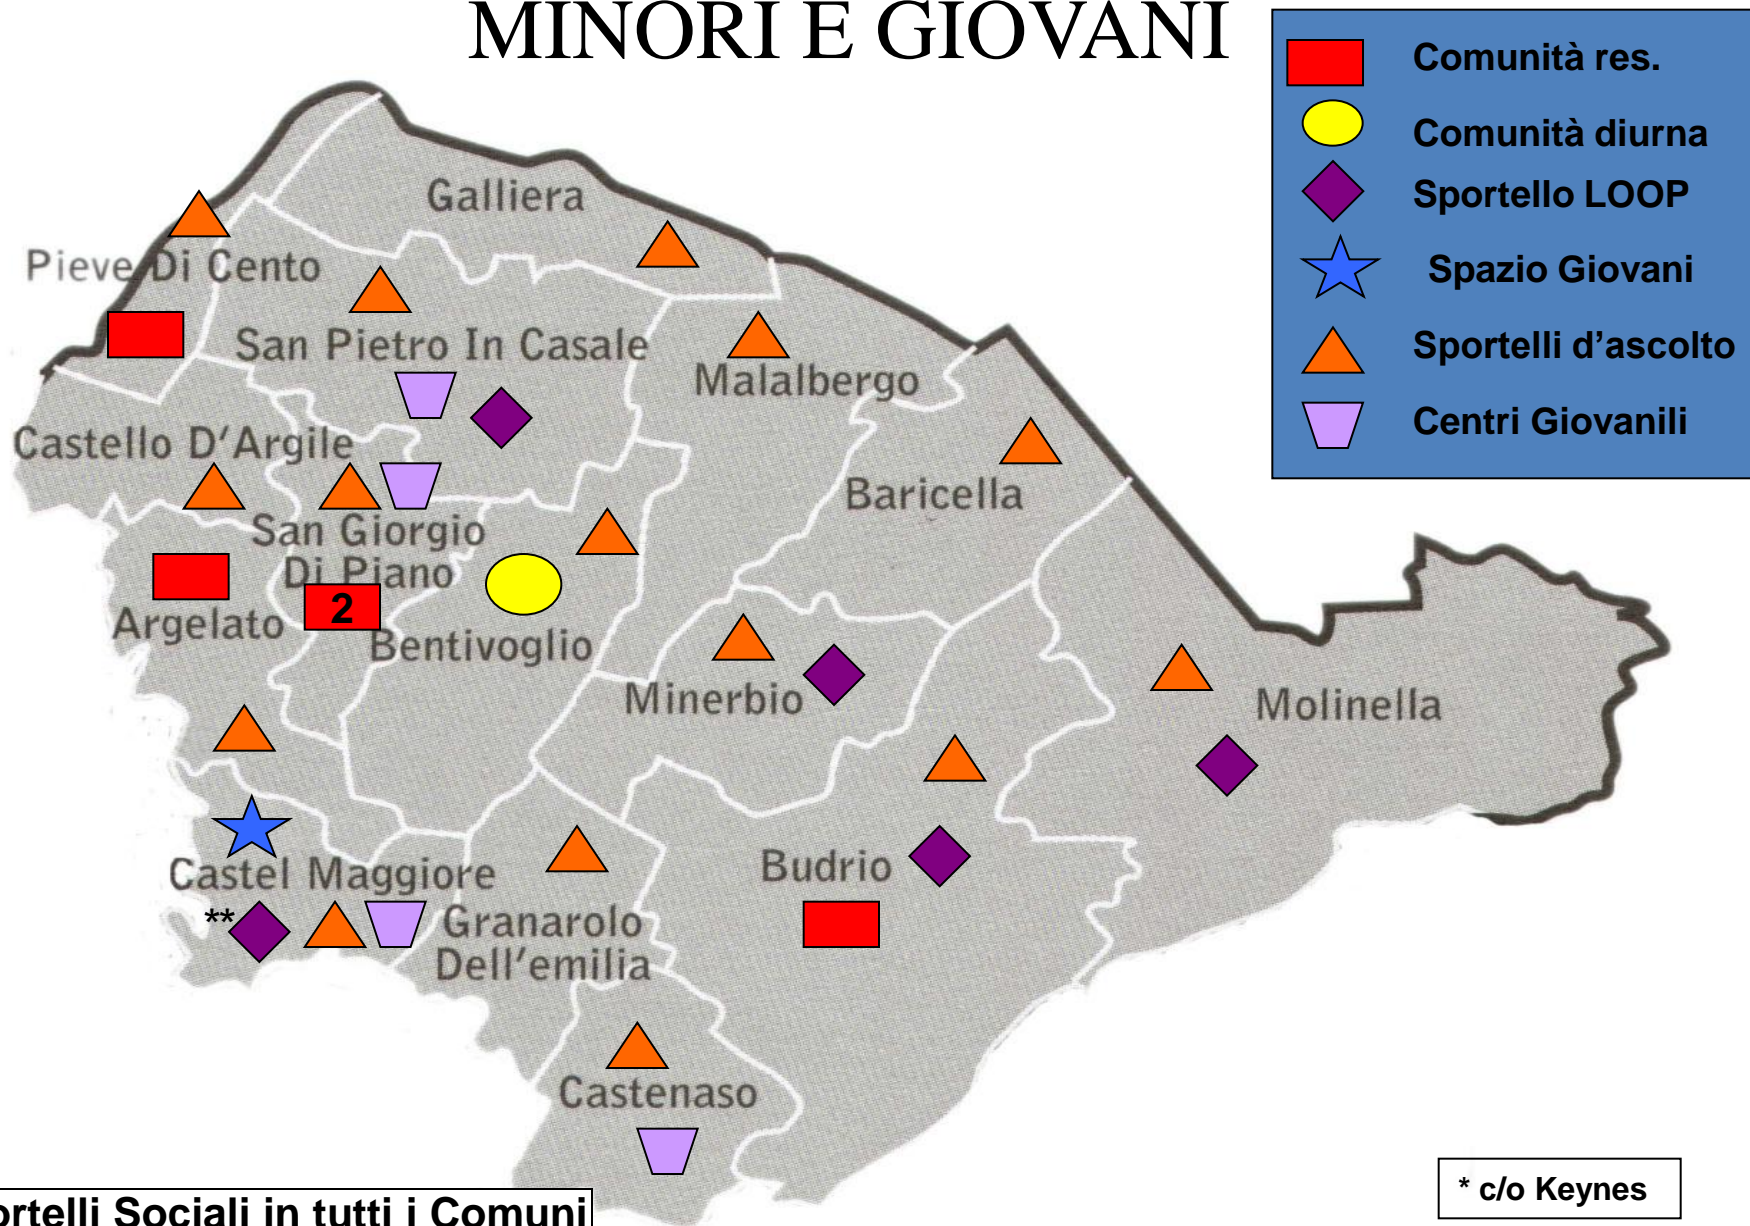 MINORI E GIOVANI
Comunità res.
Comunità diurna
Sportello LOOP
Spazio Giovani
Sportelli d'ascolto
Centri Giovanili
Galliera
Pieve Di Cento
San Pietro In Casale
Malalbergo
Castello D'Argile
Baricella
San Giorgio
Di Piano
2
Argelato
Bentivoglio
Minerbio
Molinella
Budrio
Castel Maggiore
**
Granarolo
Dell'emilia
Castenaso
* c/o Keynes
ortelli Sociali in tutti i Comuni